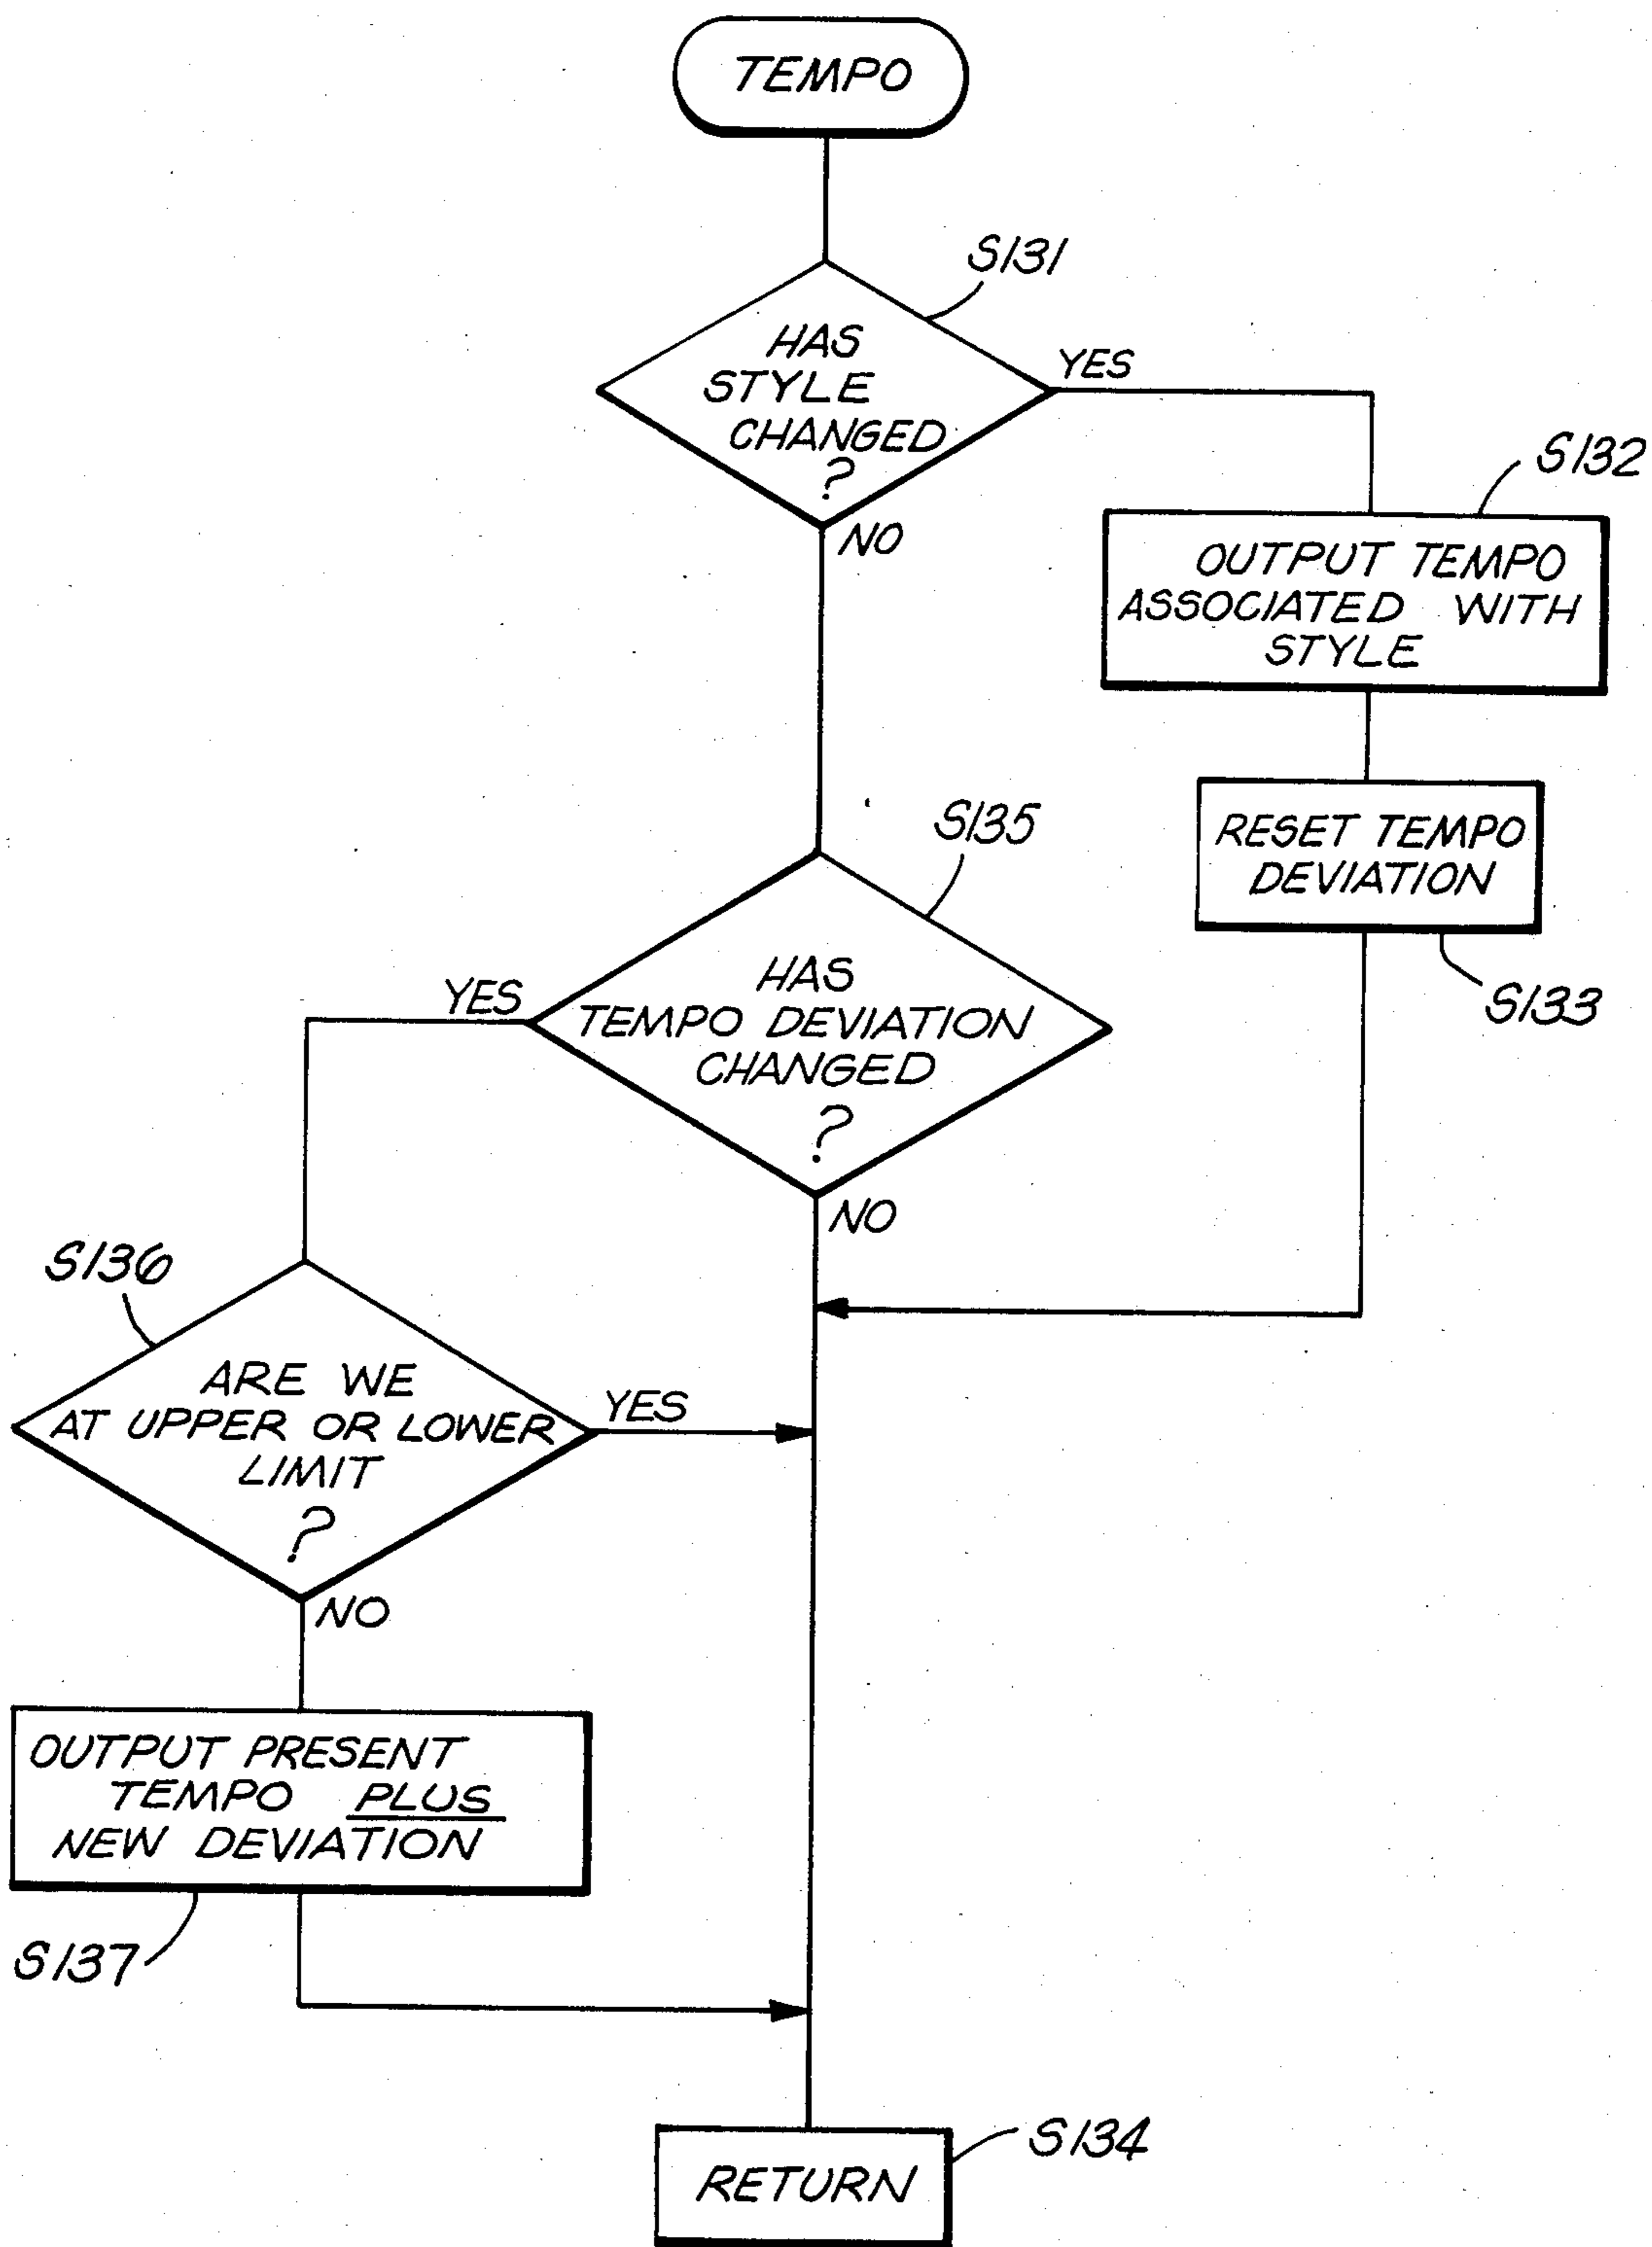 TEMPO
S131
HAS
STYLE
CHANGED
?
YES
NO
S132
OUTPUT TEMPO
ASSOCIATED WITH
STYLE
RESET TEMPO
DEVIATION
S133
S135
HAS
TEMPO DEVIATION
CHANGED
?
YES
NO
S136
ARE WE
AT UPPER OR LOWER
LIMIT
?
YES
NO
OUTPUT PRESENT
TEMPO PLUS
NEW DEVIATION
S137
S134
RETURN